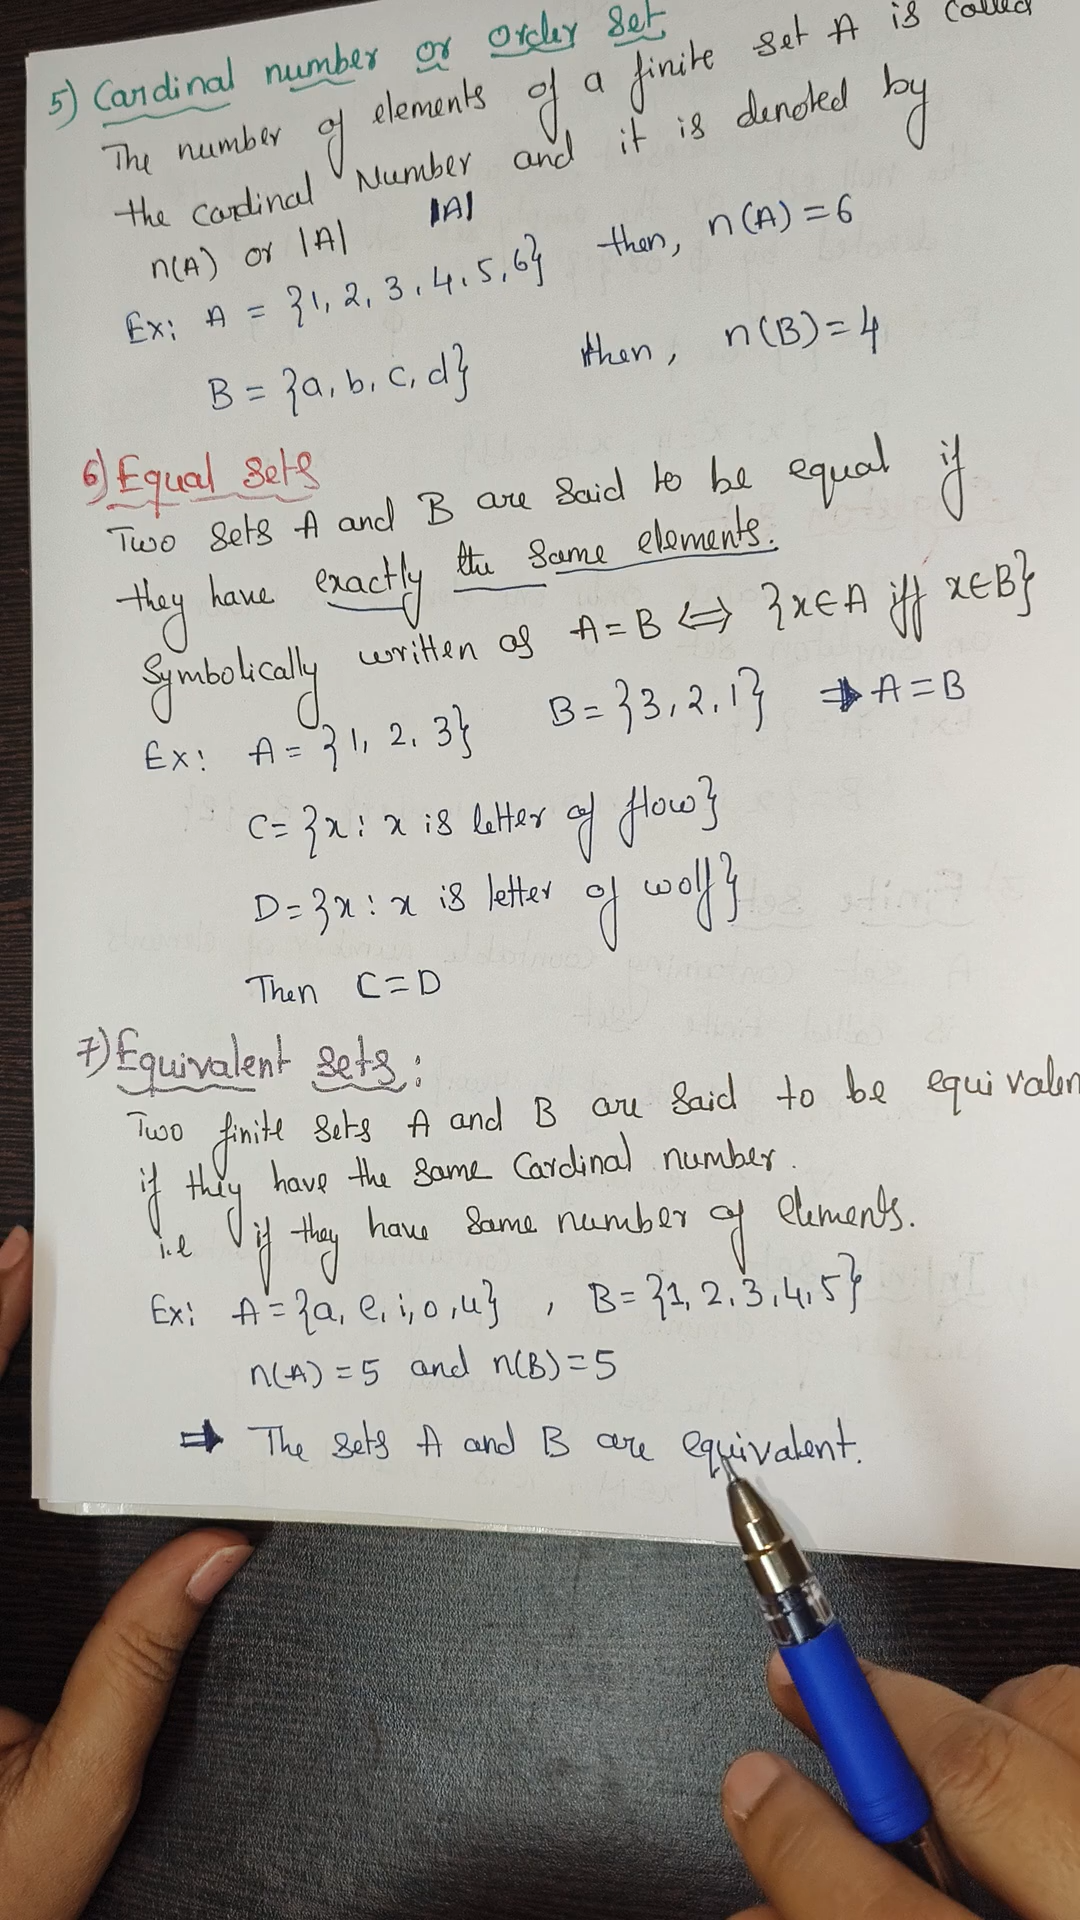 5) Cardinal number or order set
The number of elements of a finite set A is called
the cardinal Number and it is denoted by
n(A) or |A| |A|
Ex: A = {1, 2, 3, 4, 5, 6} then, n(A) = 6
B = {a, b, c, d} then, n(B) = 4
6) Equal sets
Two sets A and B are said to be equal if
they have exactly the same elements.
Symbolically written as A = B ⟺ {x∈A iff x∈B}
Ex: A = {1, 2, 3} B = {3, 2, 1} ⇒ A = B
C = {x : x is letter of flow}
D = {x : x is letter of wolf}
Then C = D
7) Equivalent sets:
Two finite sets A and B are said to be equivalen
if they have the same Cardinal number.
i.e if they have same number of elements.
Ex: A = {a, e, i, o, u} , B = {1, 2, 3, 4, 5}
n(A) = 5 and n(B) = 5
⇒ The sets A and B are equivalent.